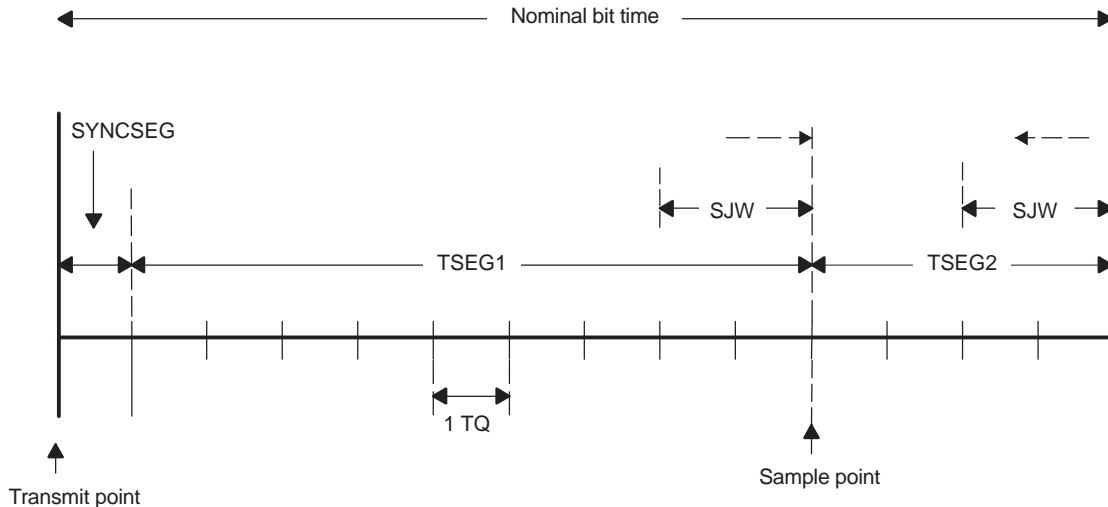 Nominal bit time
SYNCSEG
SJW
SJW
TSEG1
TSEG2
1 TQ
Sample point
Transmit point